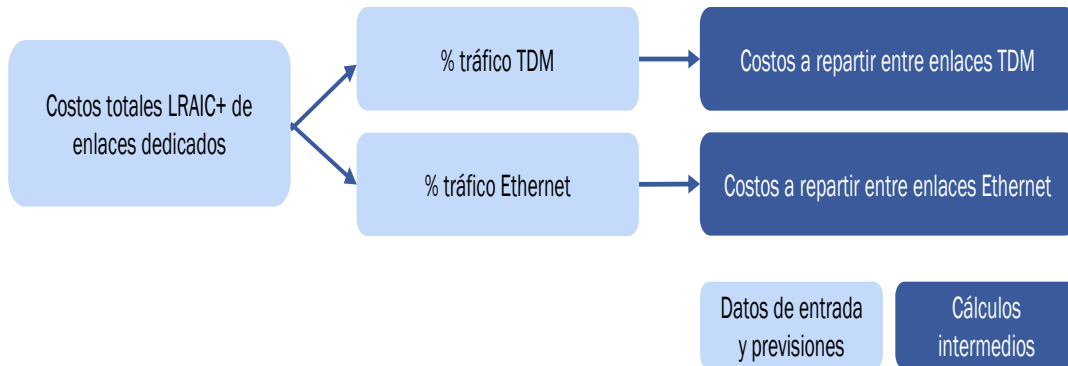 Costos totales LRAIC+ de
enlaces dedicados
% tráfico TDM
Costos a repartir entre enlaces TDM
% tráfico Ethernet
Costos a repartir entre enlaces Ethernet
Datos de entrada
y previsiones
Cálculos
intermedios